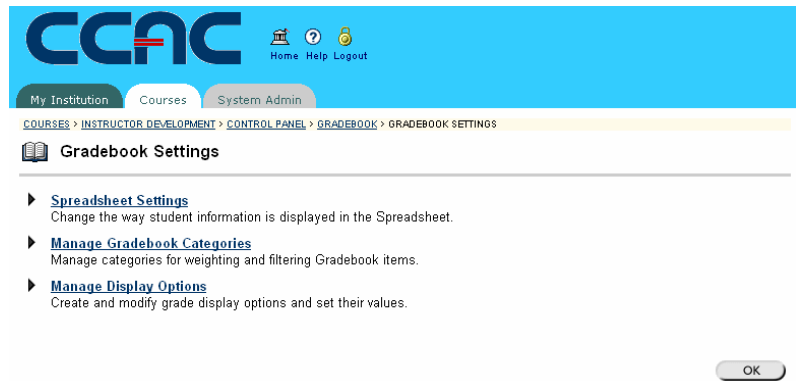 CCAC
Home Help Logout
My Institution Courses System Admin
COURSES > INSTRUCTOR DEVELOPMENT > CONTROL PANEL > GRADEBOOK > GRADEBOOK SETTINGS
Gradebook Settings
Spreadsheet Settings
Change the way student information is displayed in the Spreadsheet.
Manage Gradebook Categories
Manage categories for weighting and filtering Gradebook items.
Manage Display Options
Create and modify grade display options and set their values.
OK